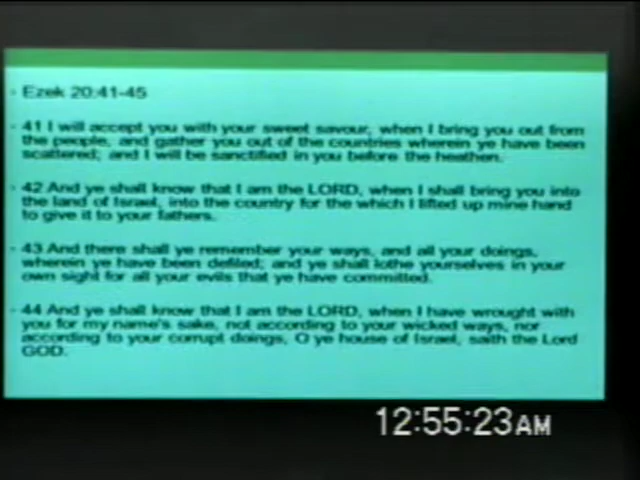 - Ezek 20:41-45
- 41 I will accept you with your sweet savour, when I bring you out from
the people, and gather you out of the countries wherein ye have been
scattered; and I will be sanctified in you before the heathen.
- 42 And ye shall know that I am the LORD, when I shall bring you into
the land of Israel, into the country for the which I lifted up mine hand
to give it to your fathers.
- 43 And there shall ye remember your ways, and all your doings,
wherein ye have been defiled; and ye shall lothe yourselves in your
own sight for all your evils that ye have committed.
- 44 And ye shall know that I am the LORD, when I have wrought with
you for my name's sake, not according to your wicked ways, nor
according to your corrupt doings, O ye house of Israel, saith the Lord
GOD.
12:55:23AM